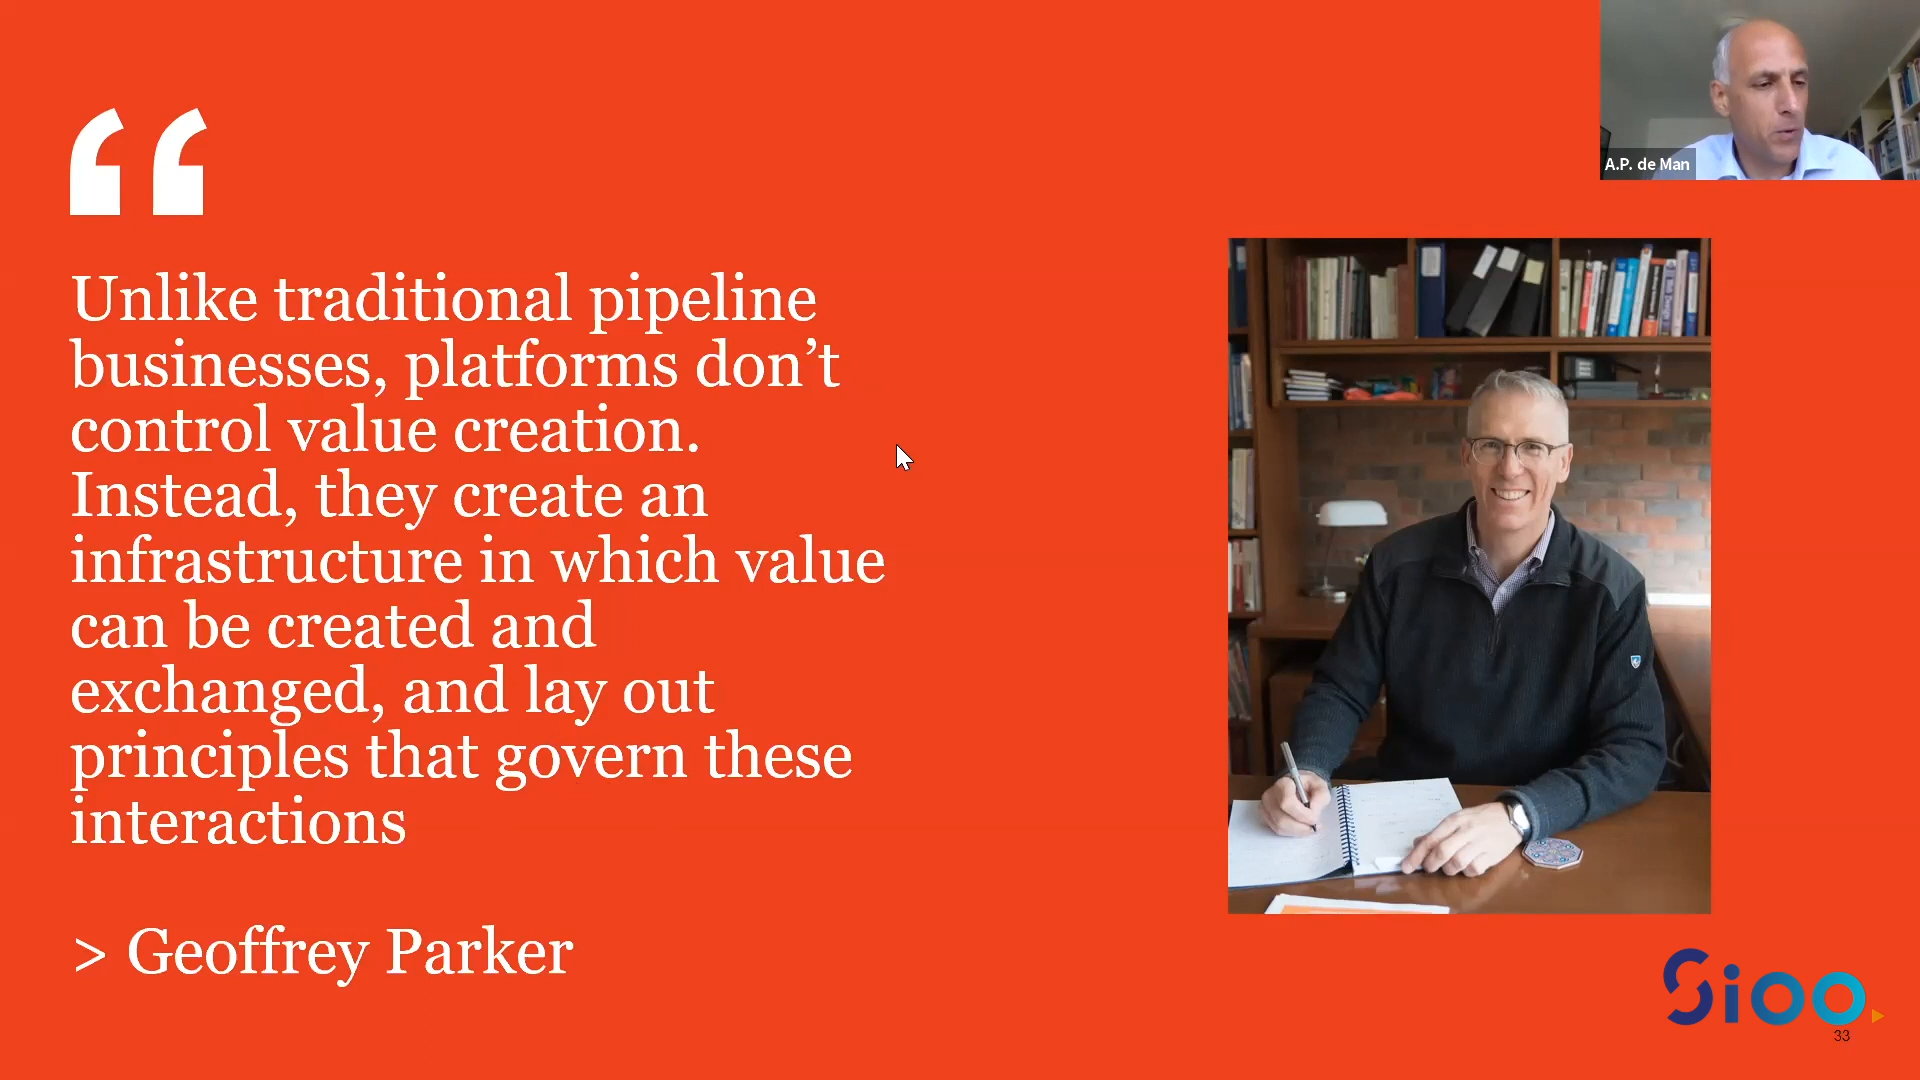 A.P. de Man
“
Unlike traditional pipeline
businesses, platforms don’t
control value creation.
Instead, they create an
infrastructure in which value
can be created and
exchanged, and lay out
principles that govern these
interactions
> Geoffrey Parker
Sioo
33